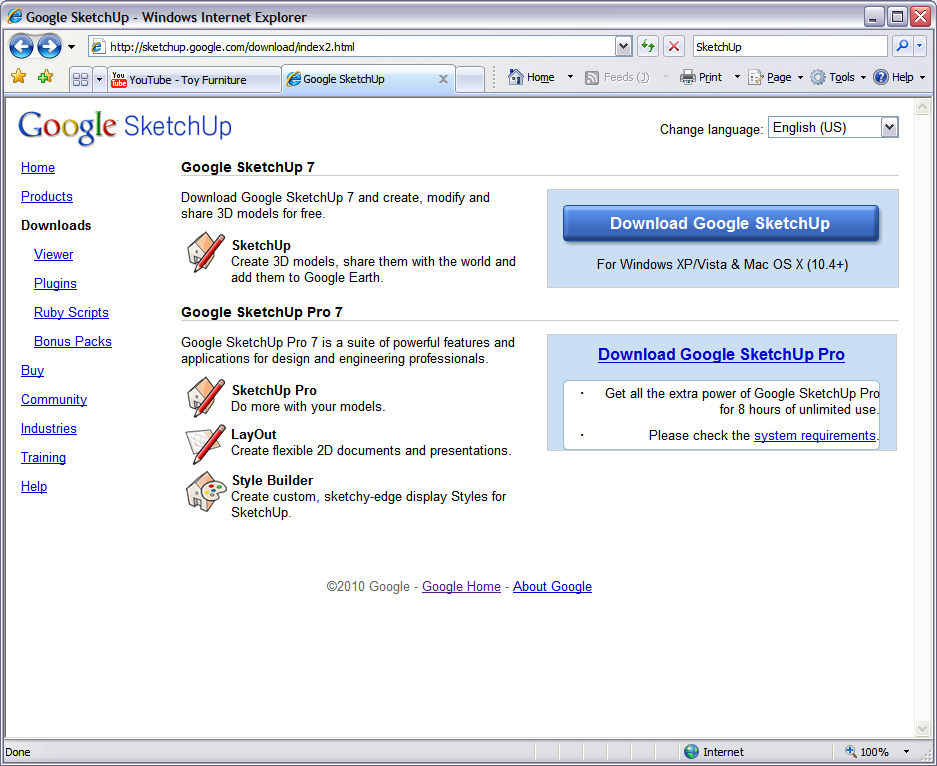 Google SketchUp - Windows Internet Explorer
http://sketchup.google.com/download/index2.html
SketchUp
You Tube YouTube - Toy Furniture
Google SketchUp
Home
Feeds (J)
Print
Page
Tools
Help
Google SketchUp
Change language: English (US)
Home
Products
Downloads
Viewer
Plugins
Ruby Scripts
Bonus Packs
Buy
Community
Industries
Training
Help
Google SketchUp 7
Download Google SketchUp 7 and create, modify and
share 3D models for free.
SketchUp
Create 3D models, share them with the world and
add them to Google Earth.
Download Google SketchUp
For Windows XP/Vista & Mac OS X (10.4+)
Google SketchUp Pro 7
Google SketchUp Pro 7 is a suite of powerful features and
applications for design and engineering professionals.
SketchUp Pro
Do more with your models.
LayOut
Create flexible 2D documents and presentations.
Style Builder
Create custom, sketchy-edge display Styles for
SketchUp.
Download Google SketchUp Pro
· Get all the extra power of Google SketchUp Pro
for 8 hours of unlimited use.
· Please check the system requirements.
©2010 Google - Google Home - About Google
Done
Internet
100%